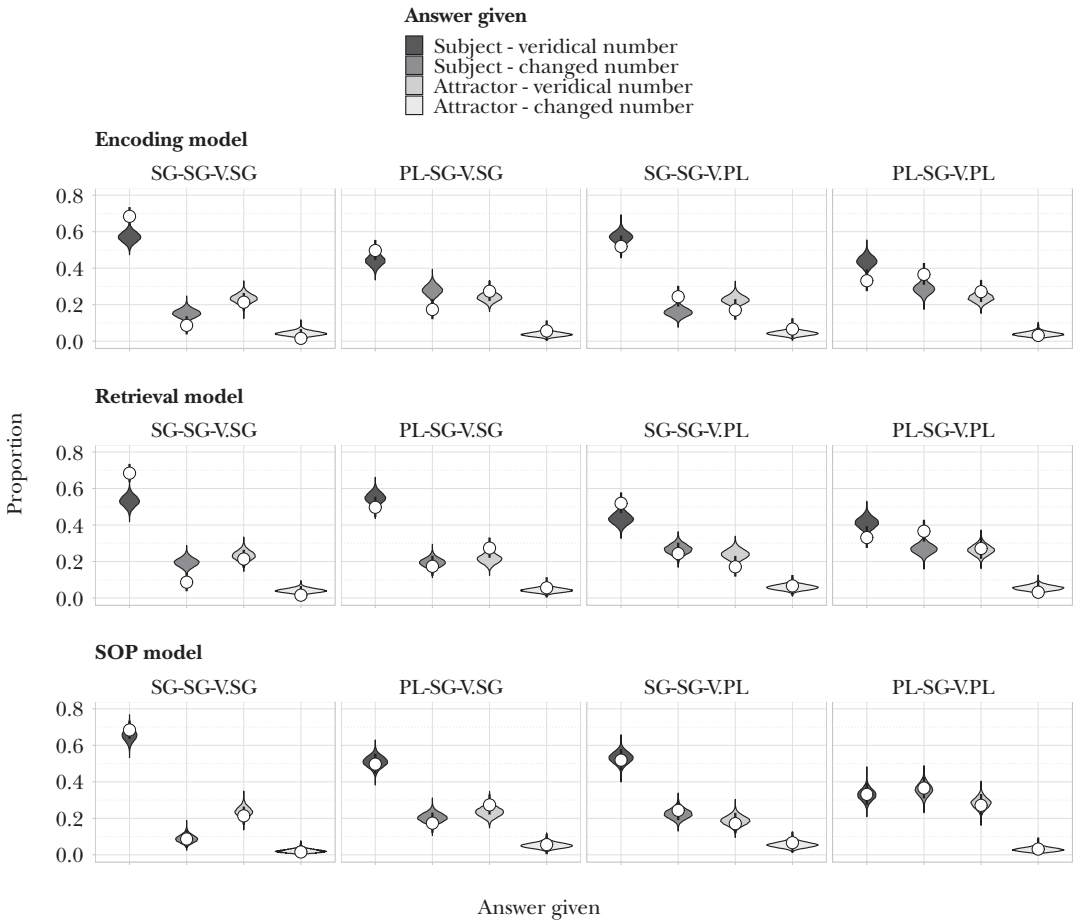 Answer given
Subject - veridical number
Subject - changed number
Attractor - veridical number
Attractor - changed number
Encoding model
SG-SG-V.SG PL-SG-V.SG SG-SG-V.PL PL-SG-V.PL
0.8
0.6
0.4
0.2
0.0
Retrieval model
SG-SG-V.SG PL-SG-V.SG SG-SG-V.PL PL-SG-V.PL
0.8
0.6
0.4
0.2
0.0
SOP model
SG-SG-V.SG PL-SG-V.SG SG-SG-V.PL PL-SG-V.PL
0.8
0.6
0.4
0.2
0.0
Proportion
Answer given